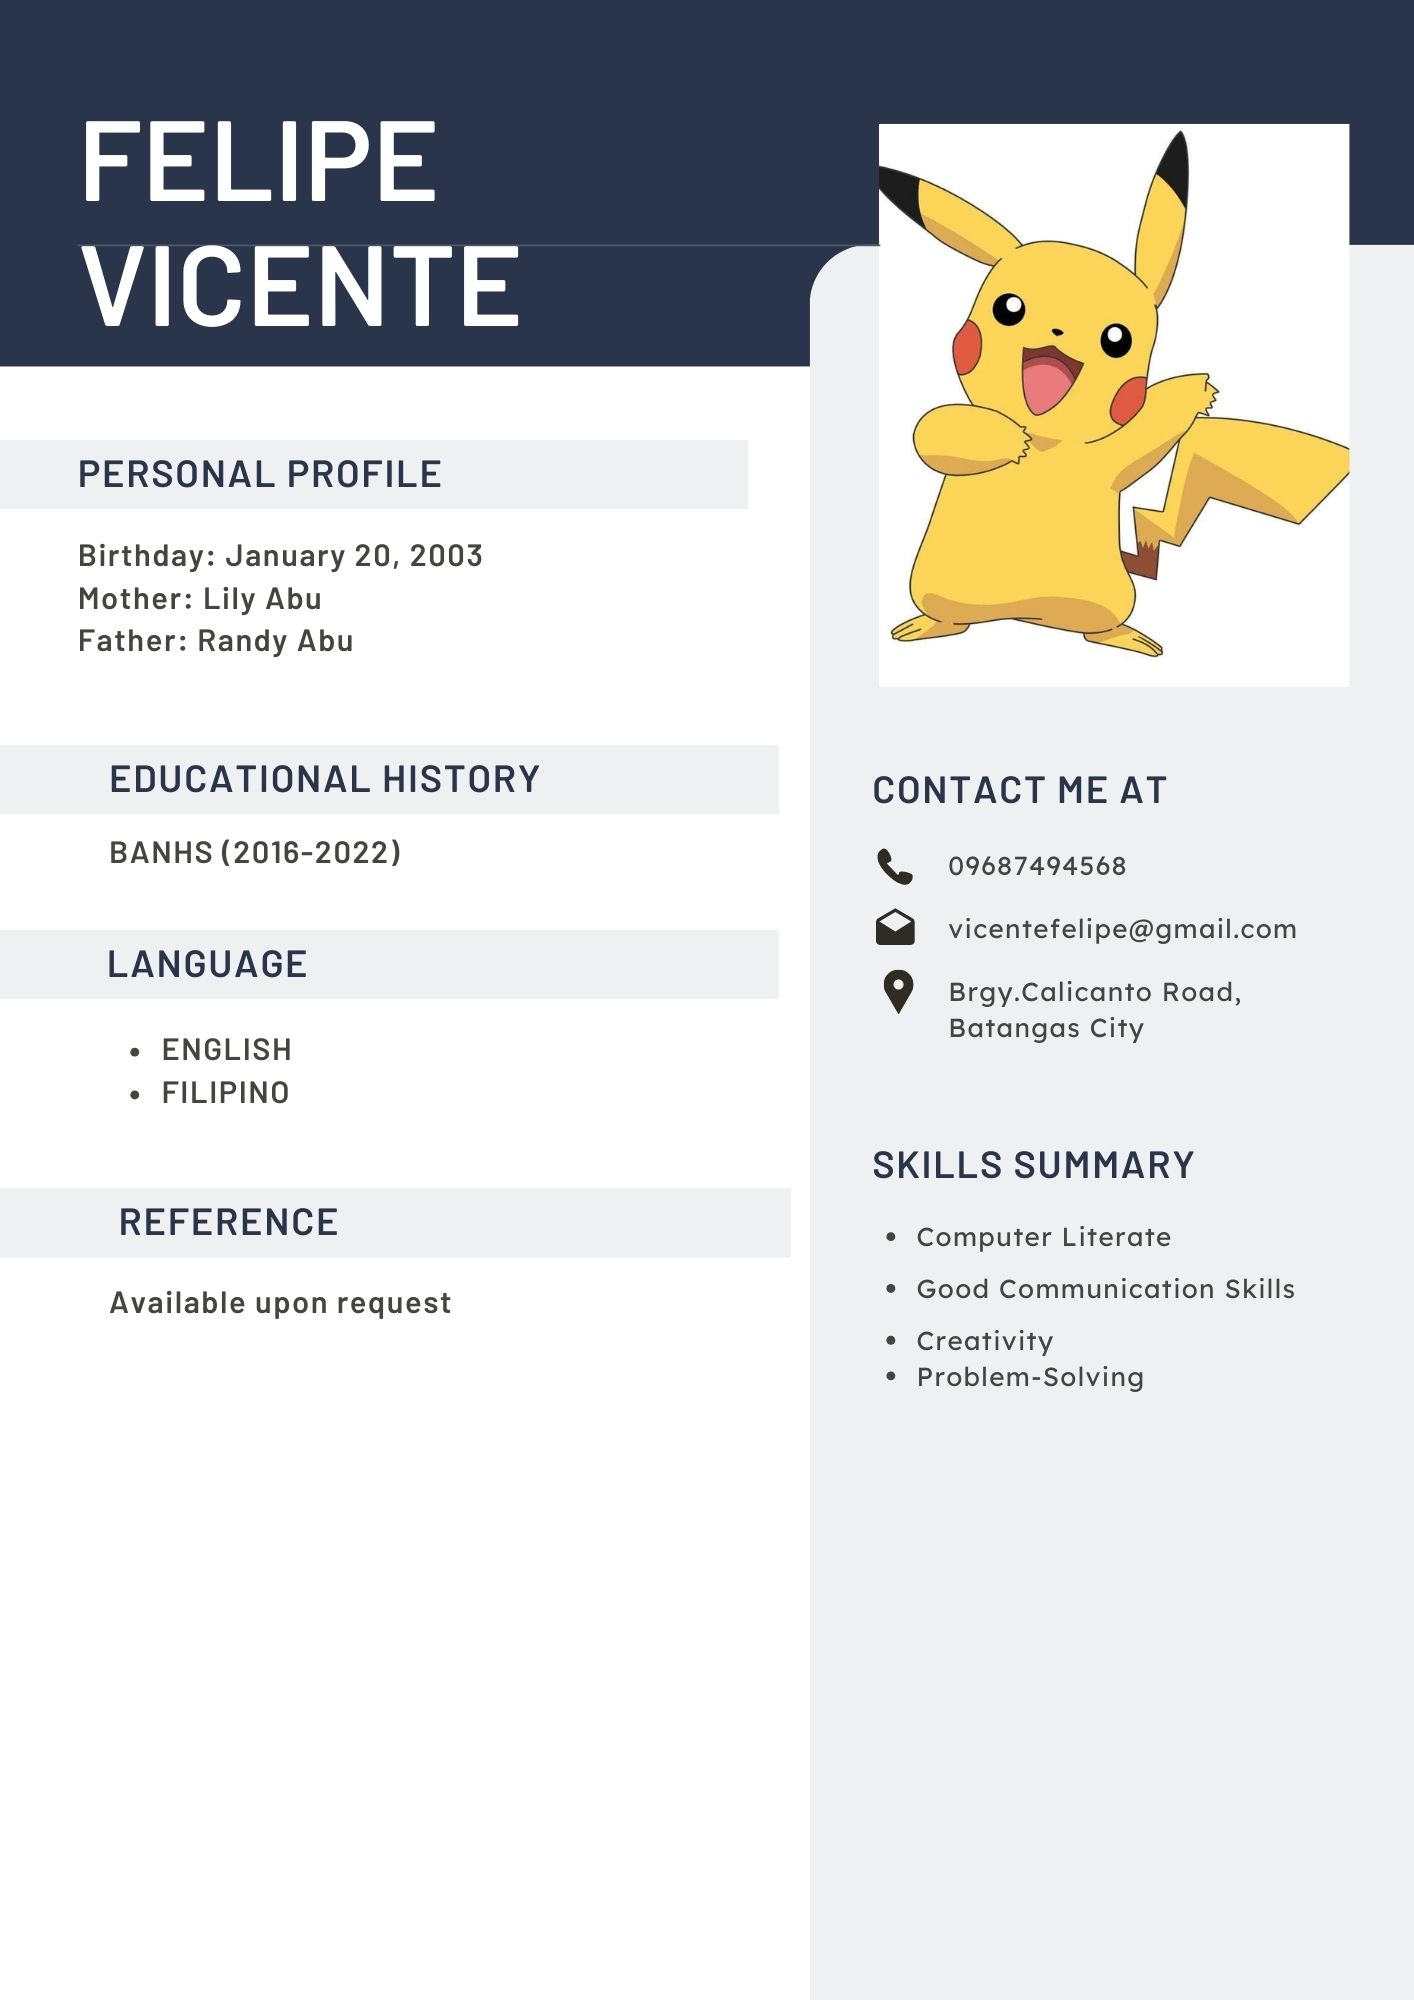 FELIPE
VICENTE
PERSONAL PROFILE
Birthday: January 20, 2003
Mother: Lily Abu
Father: Randy Abu
EDUCATIONAL HISTORY
BANHS (2016-2022)
LANGUAGE
• ENGLISH
• FILIPINO
REFERENCE
Available upon request
CONTACT ME AT
09687494568
vicentefelipe@gmail.com
Brgy.Calicanto Road,
Batangas City
SKILLS SUMMARY
• Computer Literate
• Good Communication Skills
• Creativity
• Problem-Solving